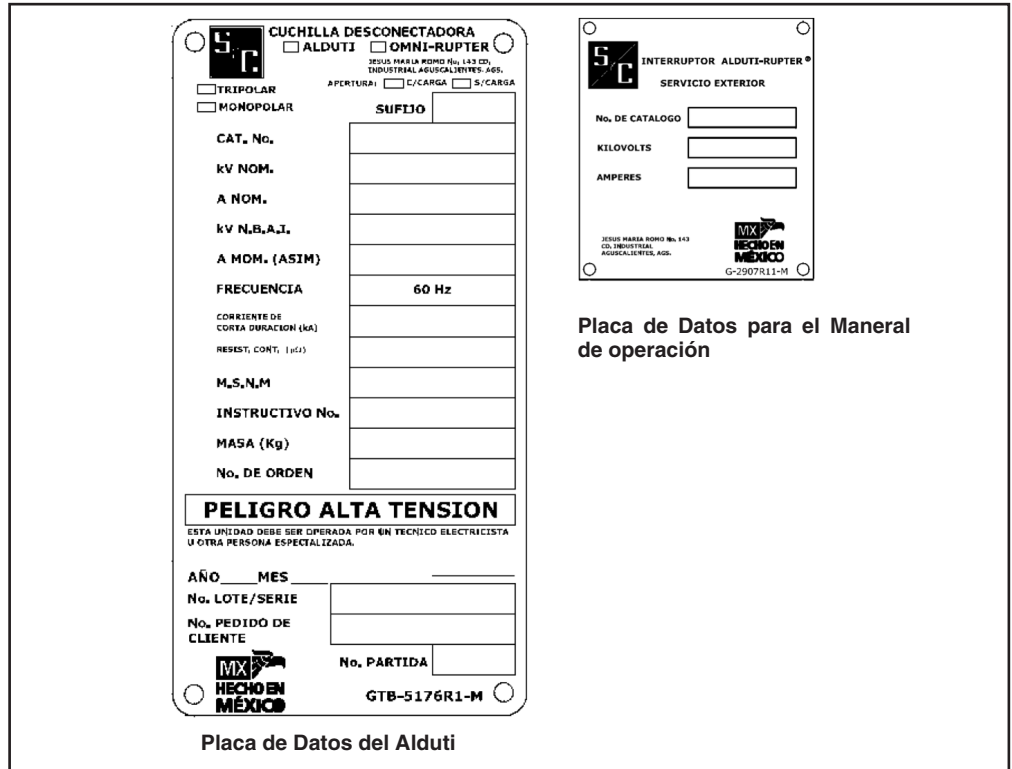 S&C
CUCHILLA DESCONECTADORA
ALDUTI OMNI-RUPTER
JESUS MARIA ROMO No. 143 CD.
INDUSTRIAL AGUSCALIENTES. AGS.
APERTURA: C/CARGA S/CARGA
TRIPOLAR
MONOPOLAR
SUFIJO
CAT. No.
kV NOM.
A NOM.
kV N.B.A.I.
A MOM. (ASIM)
FRECUENCIA 60 Hz
CORRIENTE DE
CORTA DURACION (kA)
RESIST. CONT. (µΩ)
M.S.N.M
INSTRUCTIVO No.
MASA (Kg)
No. DE ORDEN
PELIGRO ALTA TENSION
ESTA UNIDAD DEBE SER OPERADA POR UN TECNICO ELECTRICISTA
U OTRA PERSONA ESPECIALIZADA.
AÑO____MES____
No. LOTE/SERIE
No. PEDIDO DE
CLIENTE
No. PARTIDA
MX
HECHO EN
MÉXICO
GTB-5176R1-M
Placa de Datos del Alduti
S&C
INTERRUPTOR ALDUTI-RUPTER®
SERVICIO EXTERIOR
No. DE CATALOGO
KILOVOLTS
AMPERES
JESUS MARIA ROMO No. 143
CD. INDUSTRIAL
AGUSCALIENTES, AGS.
MX
HECHO EN
MÉXICO
G-2907R11-M
Placa de Datos para el Maneral
de operación